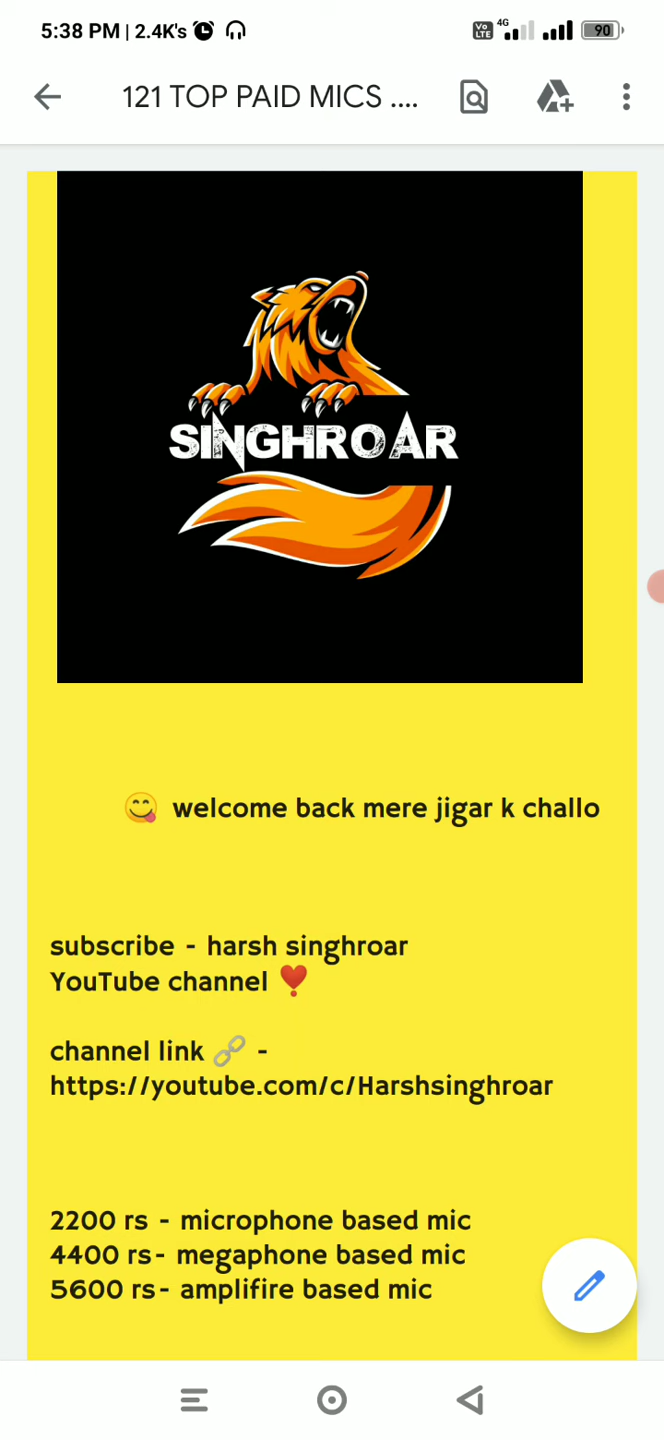 5:38 PM | 2.4K's
Vo LTE 4G 90
121 TOP PAID MICS ....
SINGHROAR
😋 welcome back mere jigar k challo
subscribe - harsh singhroar
YouTube channel ❣️
channel link 🔗 -
https://youtube.com/c/Harshsinghroar
2200 rs - microphone based mic
4400 rs- megaphone based mic
5600 rs- amplifire based mic